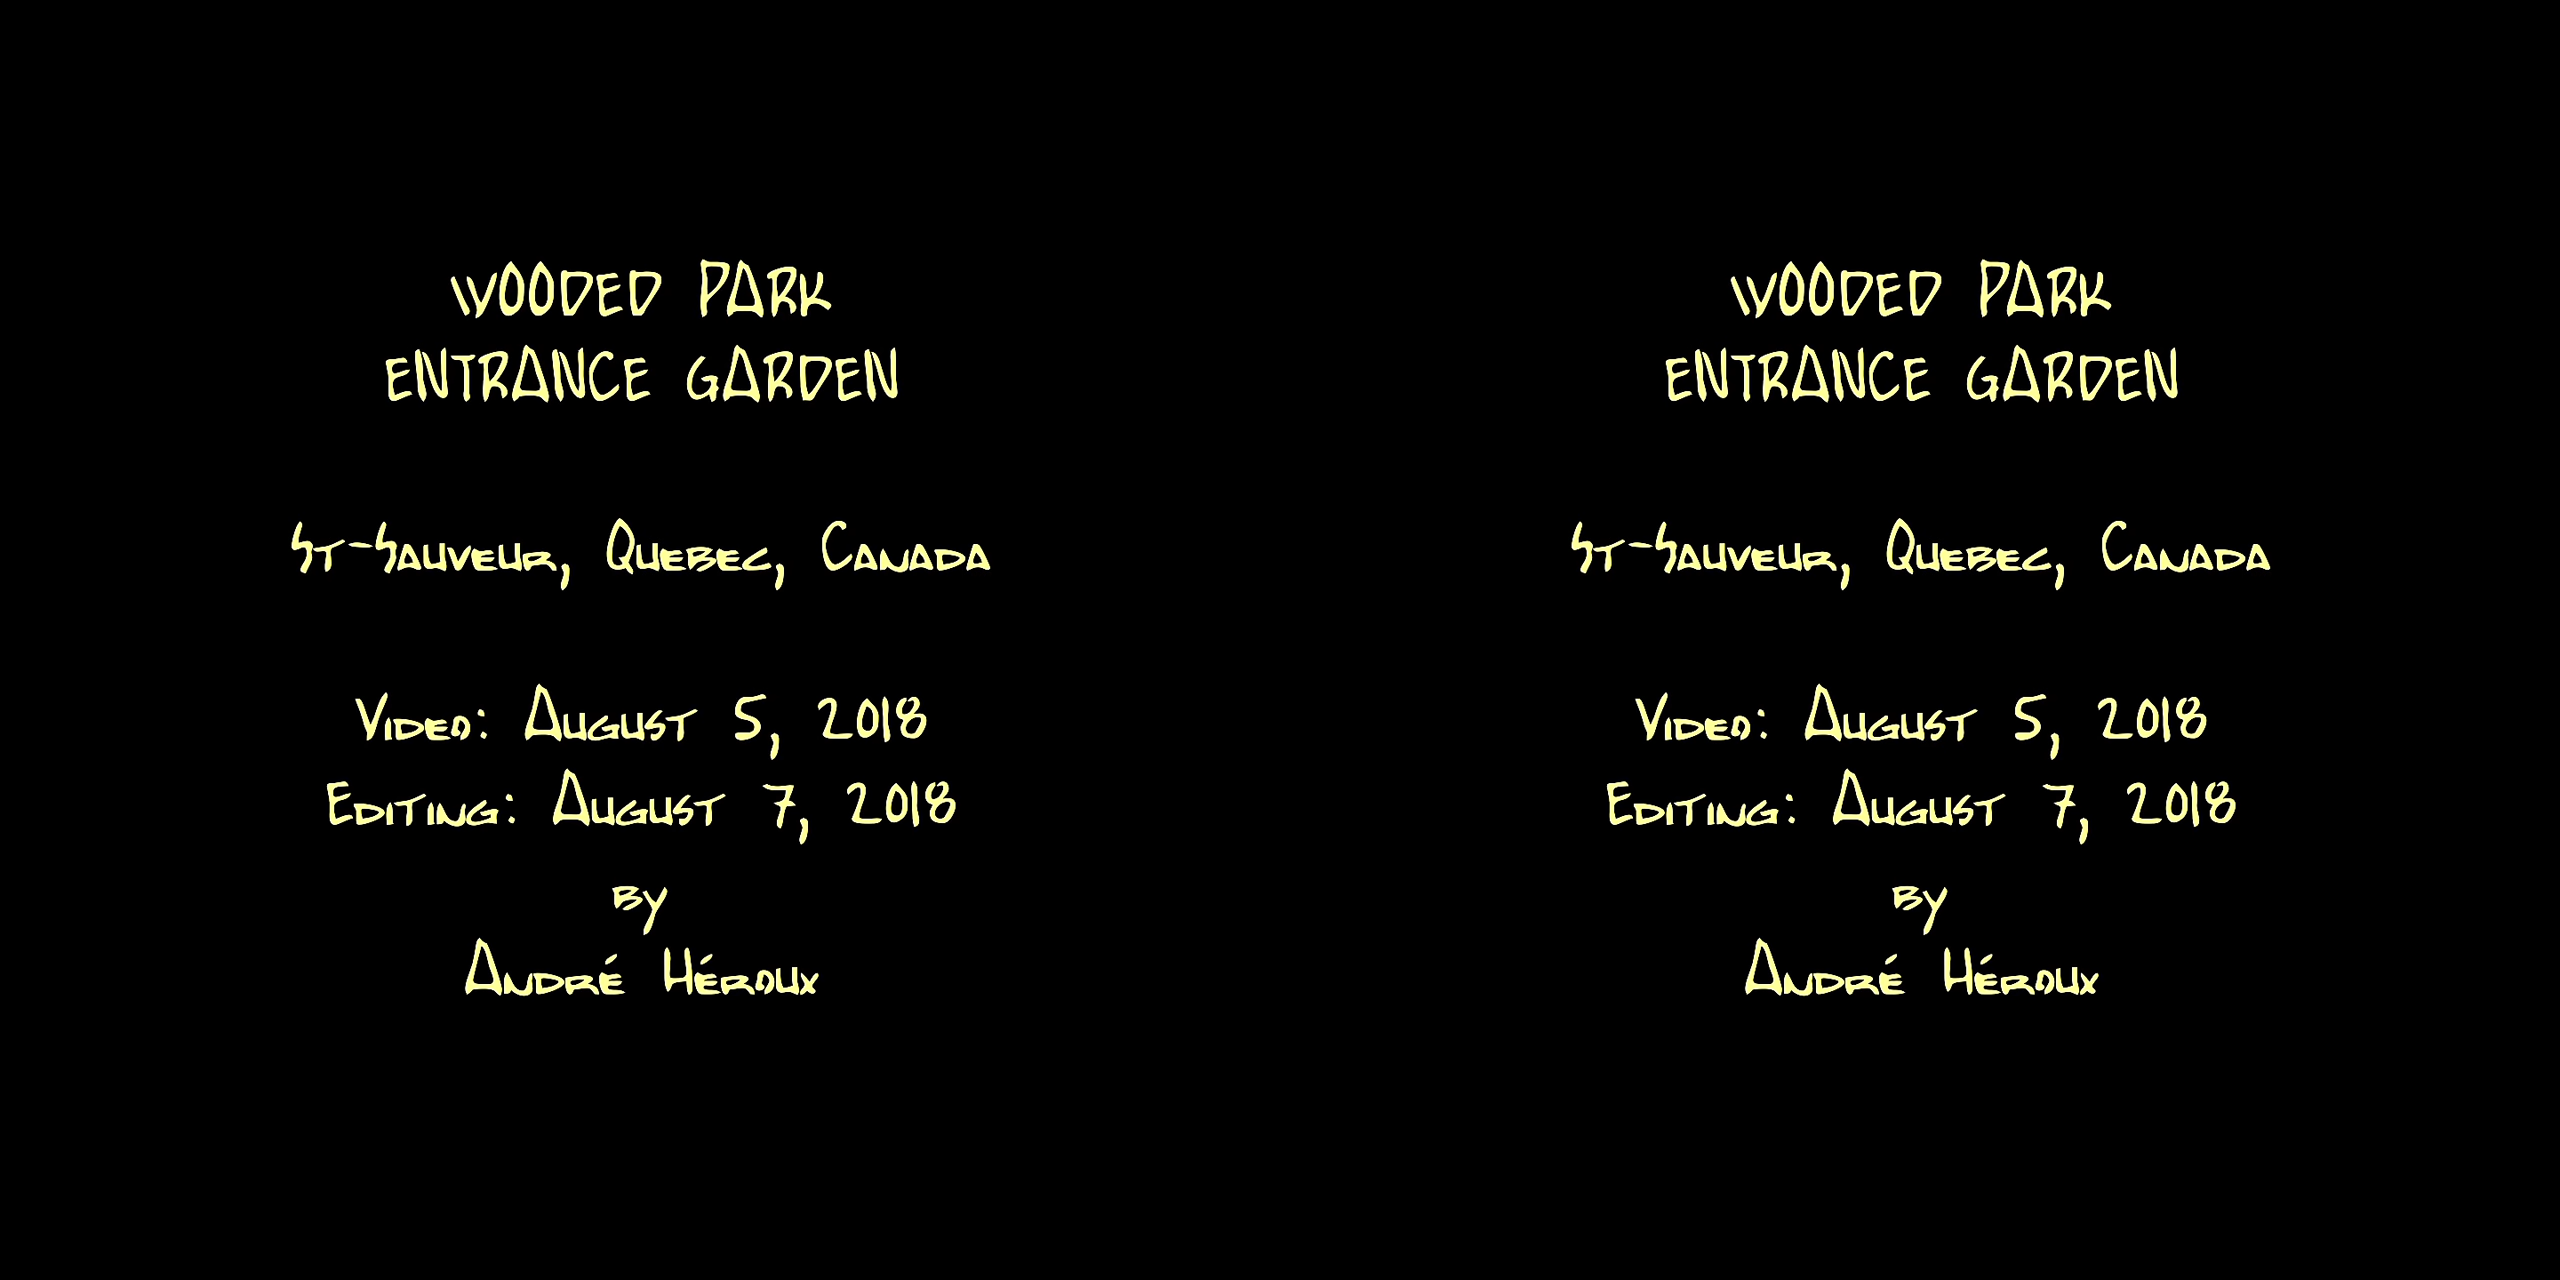 WOODED PARK
ENTRANCE GARDEN
St-Sauveur, Quebec, Canada
Video: August 5, 2018
Editing: August 7, 2018
by
André Héroux
WOODED PARK
ENTRANCE GARDEN
St-Sauveur, Quebec, Canada
Video: August 5, 2018
Editing: August 7, 2018
by
André Héroux